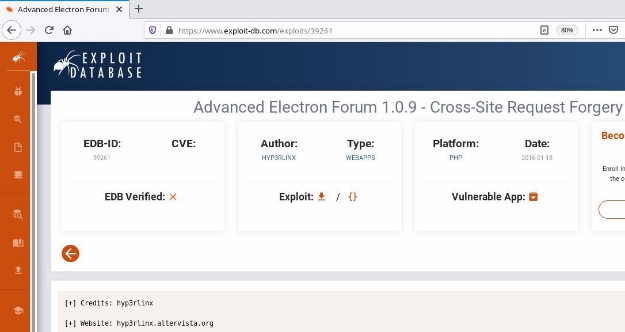 Advanced Electron Forum
https://www.exploit-db.com/exploits/39261
80%
EXPLOIT
DATABASE
Advanced Electron Forum 1.0.9 - Cross-Site Request Forgery
EDB-ID:
39261
CVE:
EDB Verified:
Author:
HYP3RLINX
Type:
WEBAPPS
Exploit: / {}
Platform:
PHP
Date:
2016-01-18
Vulnerable App:
Beco
Enroll in
the o
[+] Credits: hyp3rlinx
[+] Website: hyp3rlinx.altervista.org